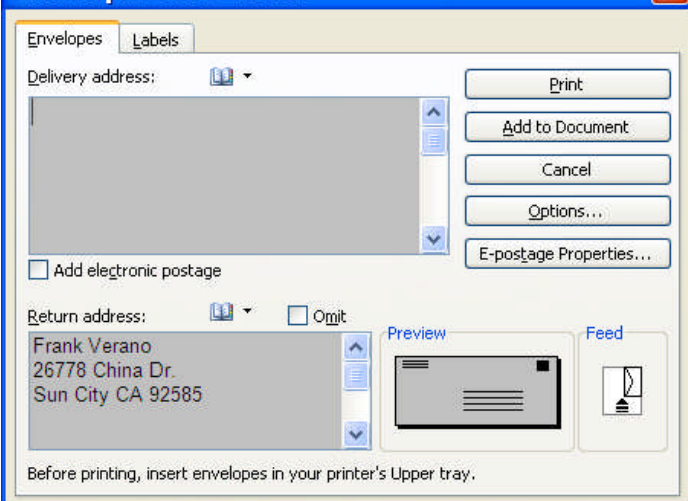 Envelopes Labels
Delivery address:
Print
Add to Document
Cancel
Options...
E-postage Properties...
Add electronic postage
Return address: Omit
Frank Verano
26778 China Dr.
Sun City CA 92585
Preview
Feed
Before printing, insert envelopes in your printer's Upper tray.